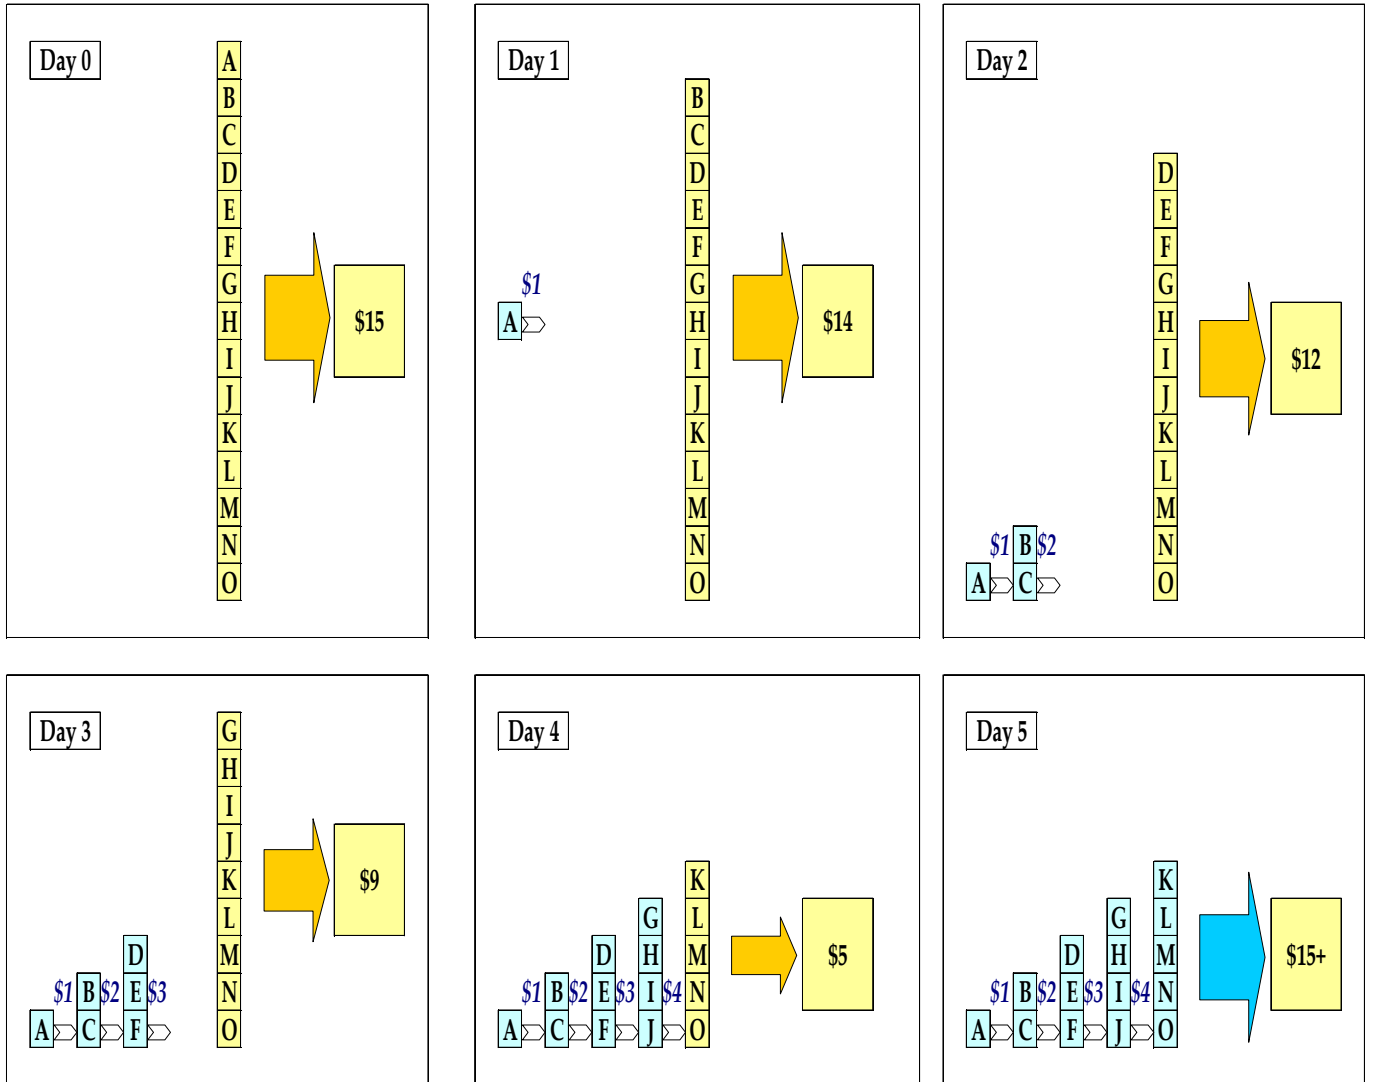 Day 0
A
B
C
D
E
F
G
H
I
J
K
L
M
N
O
$15
Day 1
$1
A
B
C
D
E
F
G
H
I
J
K
L
M
N
O
$14
Day 2
$1 B $2
A C
D
E
F
G
H
I
J
K
L
M
N
O
$12
Day 3
D
$1 B $2 E $3
A C F
G
H
I
J
K
L
M
N
O
$9
Day 4
K
G L
D H M
$1 B $2 E $3 I $4 N
A C F J O
$5
Day 5
K
G L
D H M
$1 B $2 E $3 I $4 N
A C F J O
$15+